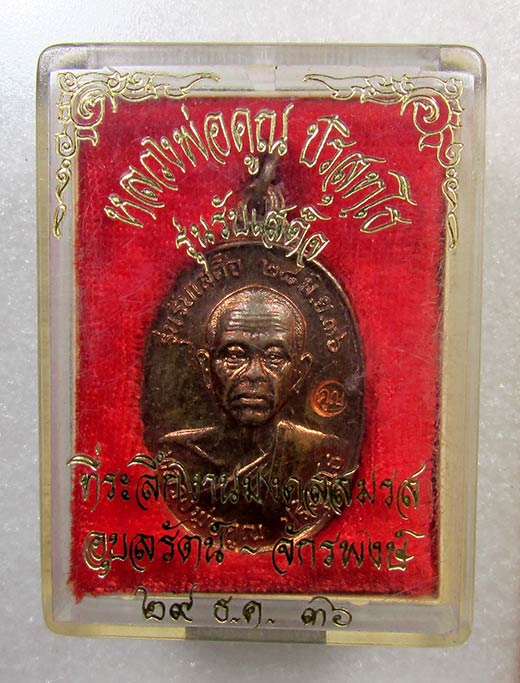 หลวงพ่อคูณ ปริสุทฺโธ
รุ่นรับเสด็จ
รุ่นรับเสด็จ ๒๘ มิ.ย. ๓๖
คูณ
ที่ระลึกงานมงคลสมรส
อุบลรัตน์ - จักรพงษ์
๒๙ ธ.ค. ๓๖